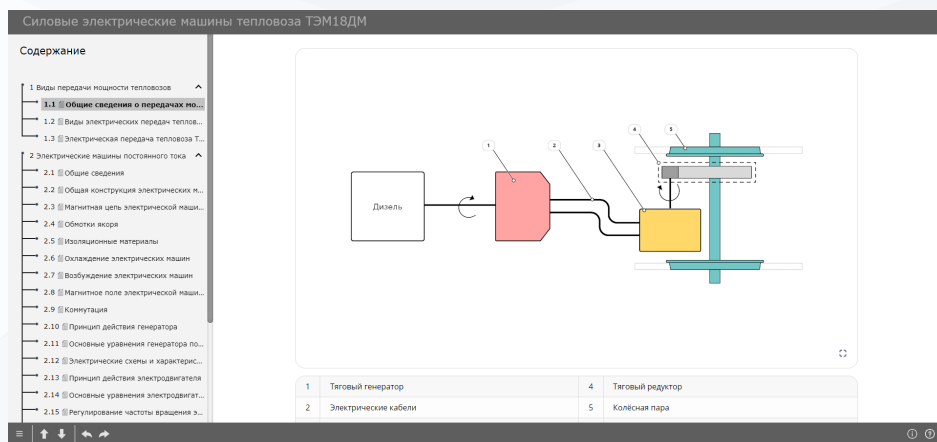 Силовые электрические машины тепловоза ТЭМ18ДМ
Содержание
1 Виды передачи мощности тепловозов
1.1 Общие сведения о передачах мо...
1.2 Виды электрических передач теплов...
1.3 Электрическая передача тепловоза Т...
2 Электрические машины постоянного тока
2.1 Общие сведения
2.2 Общая конструкция электрических м...
2.3 Магнитная цепь электрической маши...
2.4 Обмотки якоря
2.5 Изоляционные материалы
2.6 Охлаждение электрических машин
2.7 Возбуждение электрических машин
2.8 Магнитное поле электрической маши...
2.9 Коммутация
2.10 Принцип действия генератора
2.11 Основные уравнения генератора по...
2.12 Электрические схемы и характерис...
2.13 Принцип действия электродвигателя
2.14 Основные уравнения электродвигат...
2.15 Регулирование частоты вращения э...
4 5
1 2 3
Дизель
1 Тяговый генератор 4 Тяговый редуктор
2 Электрические кабели 5 Колёсная пара